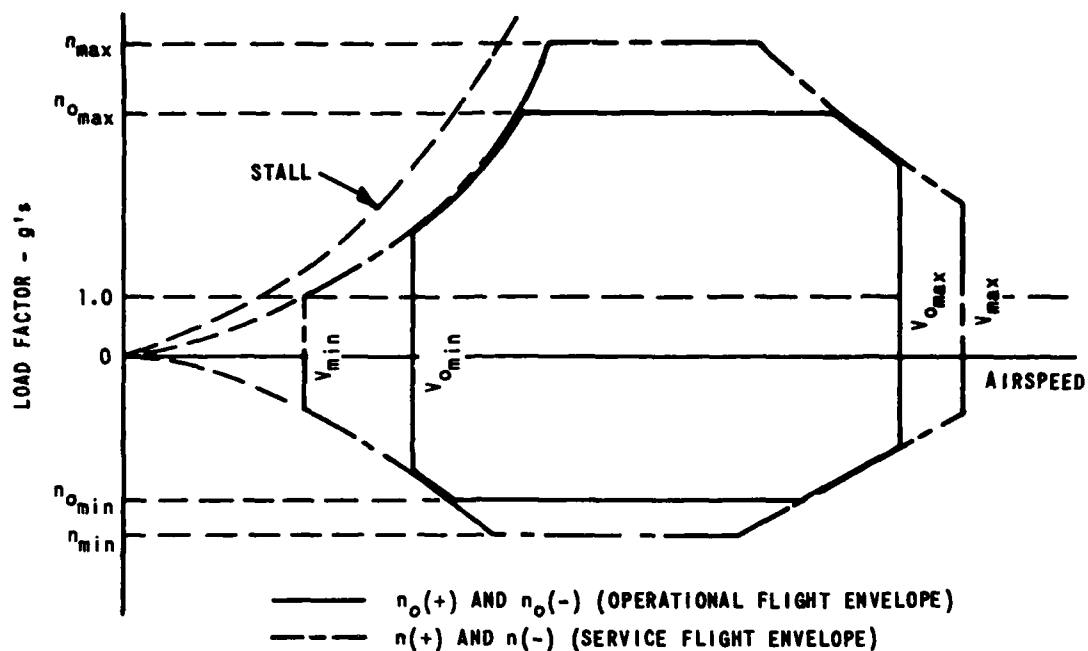 n_max
n_o_max
STALL
LOAD FACTOR - g's
1.0
0
V_min
V_o_min
V_o_max
V_max
AIRSPEED
n_o_min
n_min
n_o(+) AND n_o(-) (OPERATIONAL FLIGHT ENVELOPE)
n(+) AND n(-) (SERVICE FLIGHT ENVELOPE)